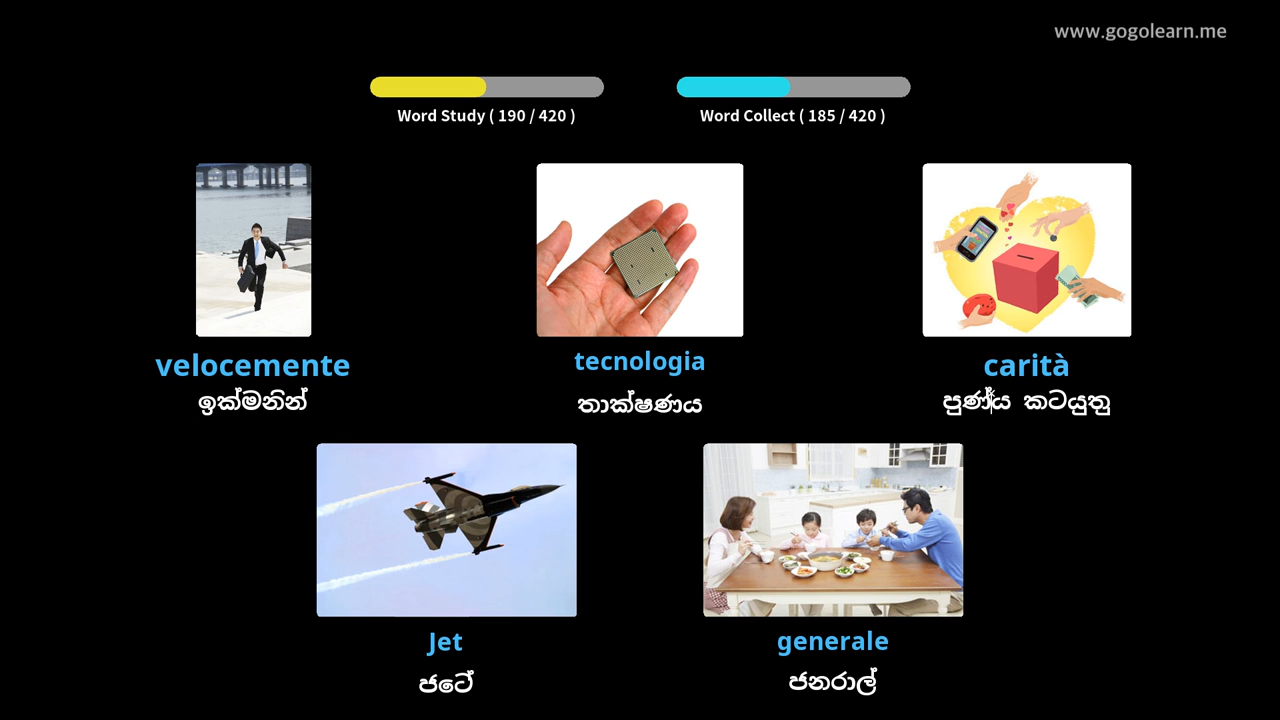 www.gogolearn.me
Word Study ( 190 / 420 )
Word Collect ( 185 / 420 )
velocemente
ඉක්මනින්
tecnologia
තාක්ෂණය
carità
පුණ්‍ය කටයුතු
Jet
ජටේ
generale
ජනරාල්